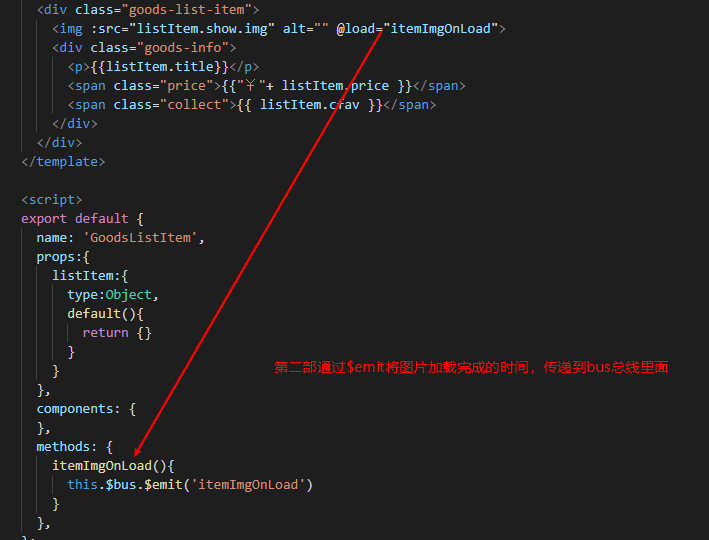 <div class="goods-list-item">
<img :src="listItem.show.img" alt="" @load="itemImgOnLoad">
<div class="goods-info">
<p>{{listItem.title}}</p>
<span class="price">{{"￥"+ listItem.price }}</span>
<span class="collect">{{ listItem.cfav }}</span>
</div>
</div>
</template>
<script>
export default {
name: 'GoodsListItem',
props:{
listItem:{
type:Object,
default(){
return {}
}
}
},
第二部通过$emit将图片加载完成的时间，传递到bus总线里面
components: {
},
methods: {
itemImgOnLoad(){
this.$bus.$emit('itemImgOnLoad')
}
},